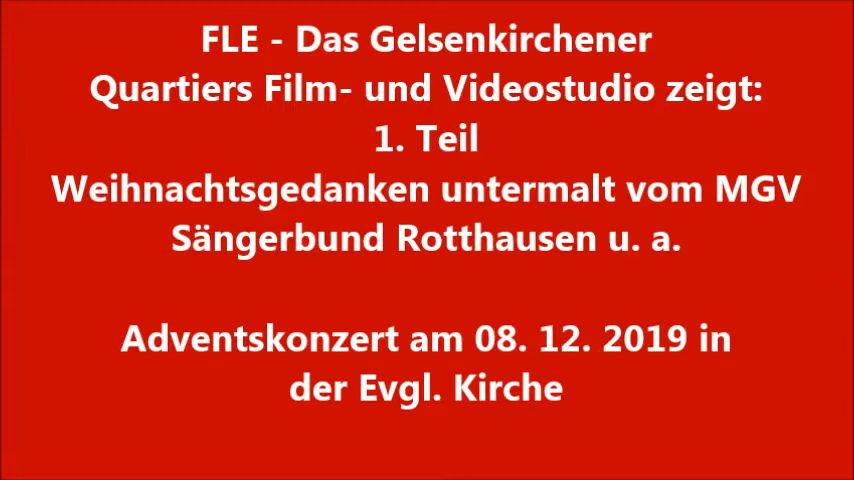 FLE - Das Gelsenkirchener
Quartiers Film- und Videostudio zeigt:
1. Teil
Weihnachtsgedanken untermalt vom MGV
Sängerbund Rotthausen u. a.
Adventskonzert am 08. 12. 2019 in
der Evgl. Kirche